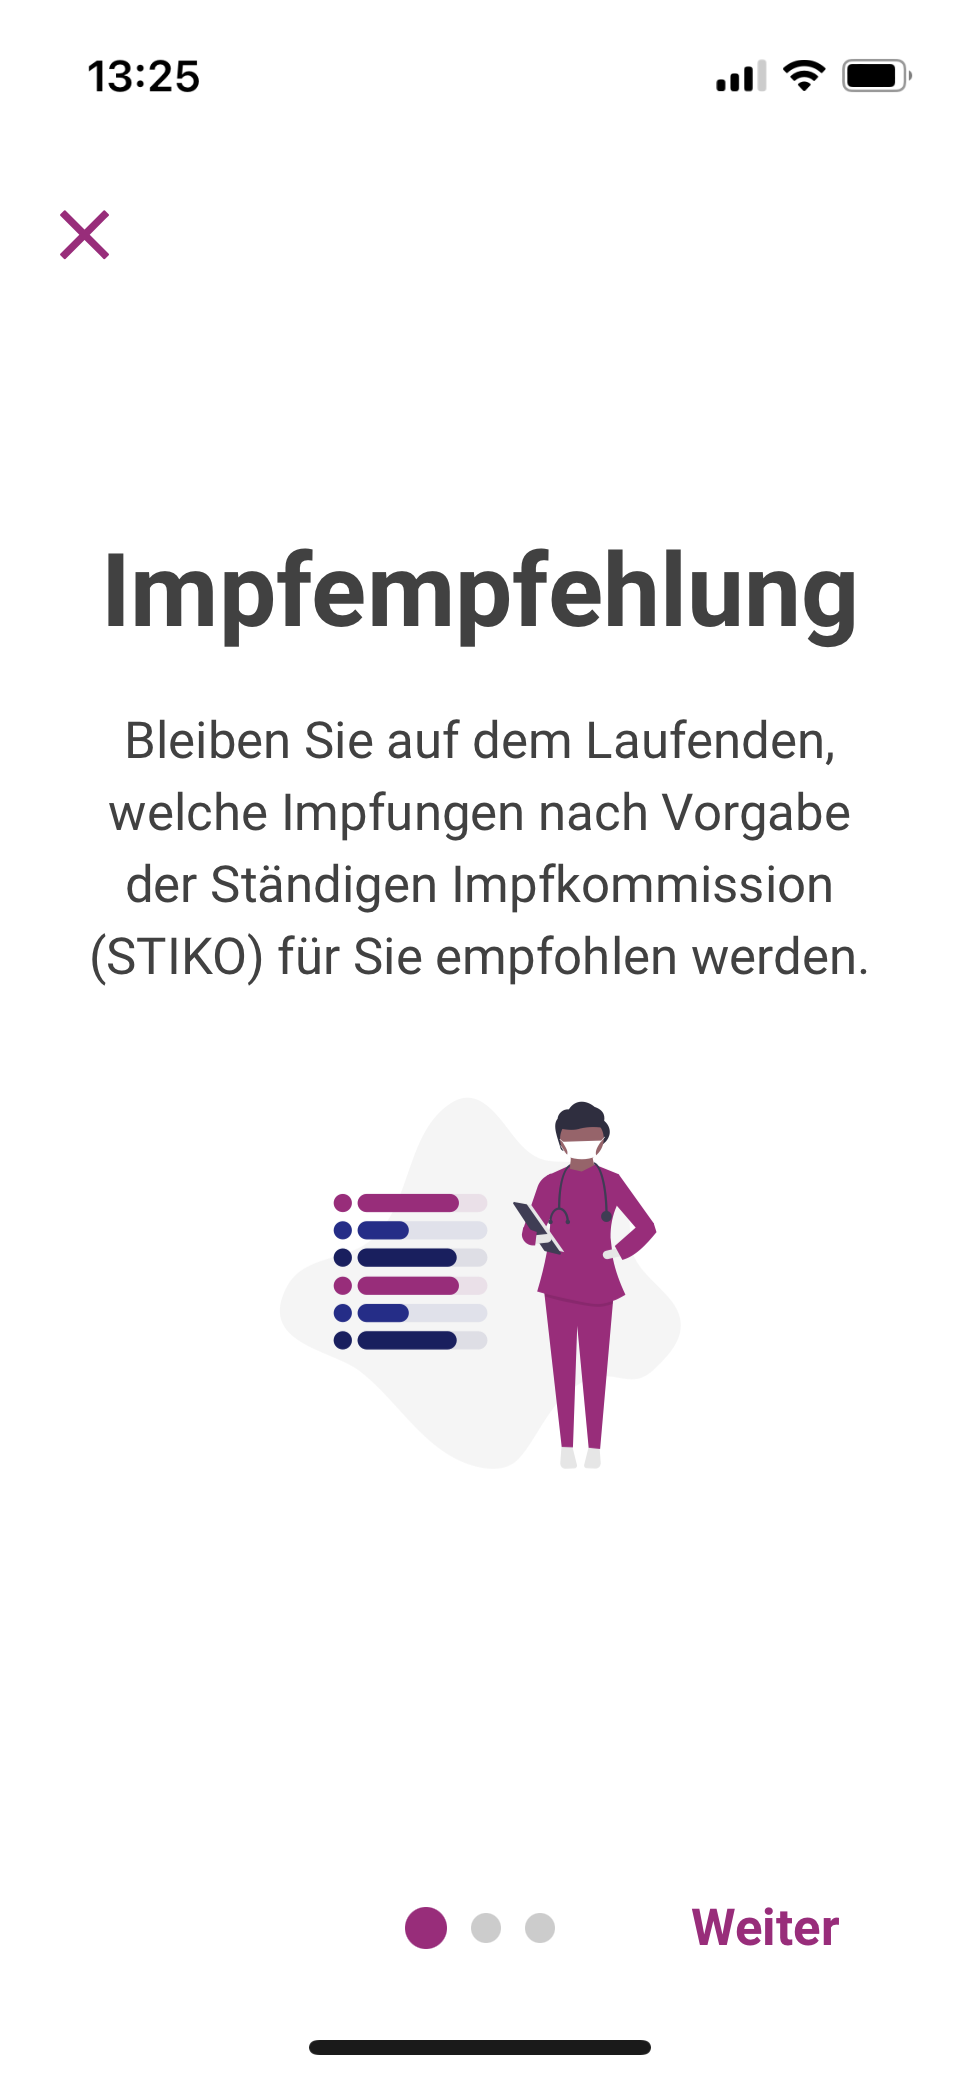 13:25
Impfempfehlung
Bleiben Sie auf dem Laufenden,
welche Impfungen nach Vorgabe
der Ständigen Impfkommission
(STIKO) für Sie empfohlen werden.
Weiter